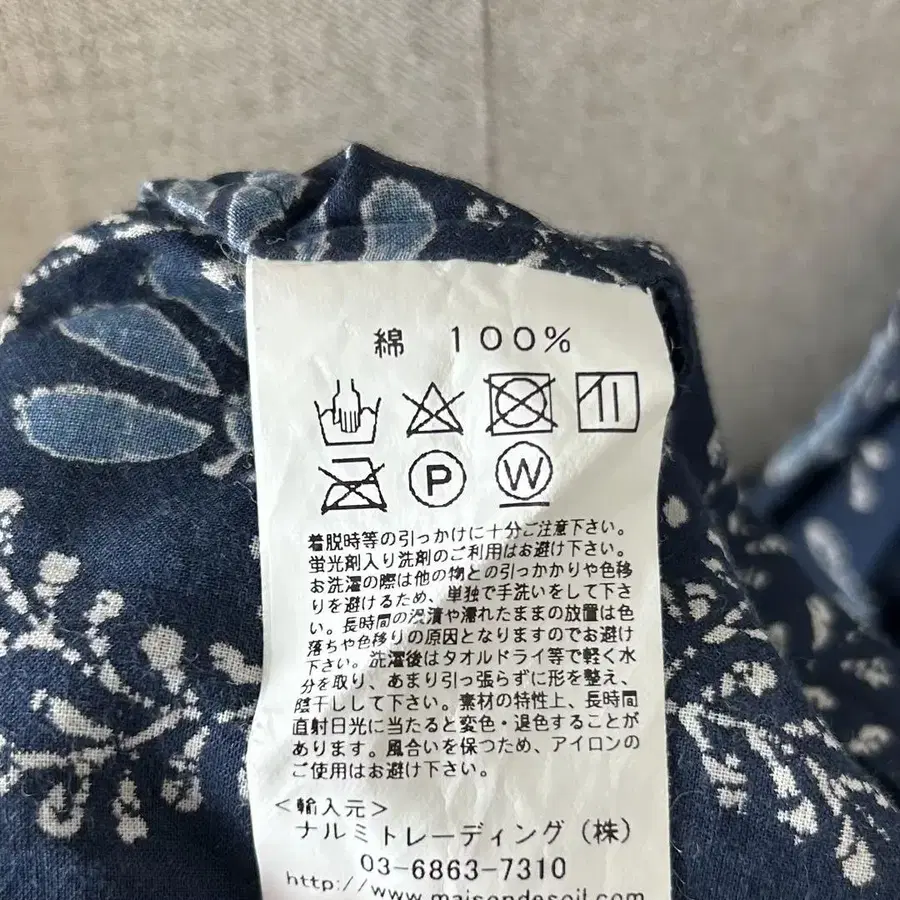 綿 100%
P W
着脱時等の引っかけに十分ご注意下さい。
蛍光剤入り洗剤のご利用はお避け下さい。
お洗濯の際は他の物との引っかかりや色移
りを避けるため、単独で手洗いをして下さ
い。長時間の浸漬や濡れたままの放置は色
落ちや色移りの原因となりますのでお避け
下さい。洗濯後はタオルドライ等で軽く水
分を取り、あまり引っ張らずに形を整え、
陰干しして下さい。素材の特性上、長時間
直射日光に当たると変色・退色することが
あります。風合いを保つため、アイロンの
ご使用はお避け下さい。
＜輸入元＞
ナルミトレーディング（株）
03-6863-7310
http://www.maisondesoil.com